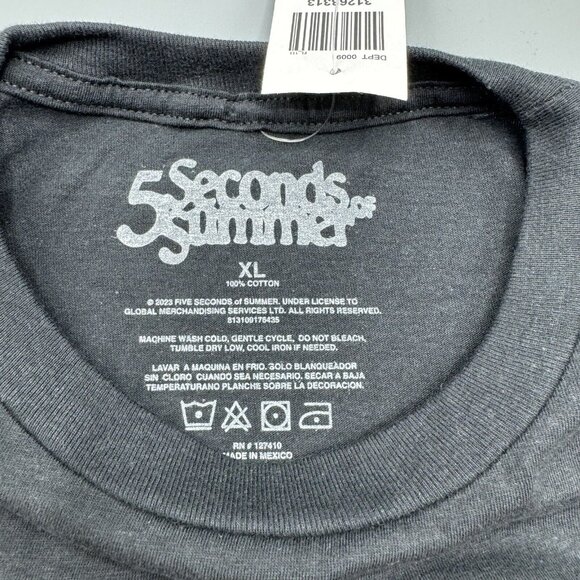 31263313
DEPT 0009
5 Seconds of
Summer
XL
100% COTTON
© 2023 FIVE SECONDS of SUMMER. UNDER LICENSE TO
GLOBAL MERCHANDISING SERVICES LTD. ALL RIGHTS RESERVED.
813109176435
MACHINE WASH COLD, GENTLE CYCLE, DO NOT BLEACH,
TUMBLE DRY LOW, COOL IRON IF NEEDED.
LAVAR A MAQUINA EN FRIO. SOLO BLANQUEADOR
SIN CLORO CUANDO SEA NECESARIO. SECAR A BAJA
TEMPERATURANO PLANCHE SOBRE LA DECORACION.
RN # 127410
MADE IN MEXICO